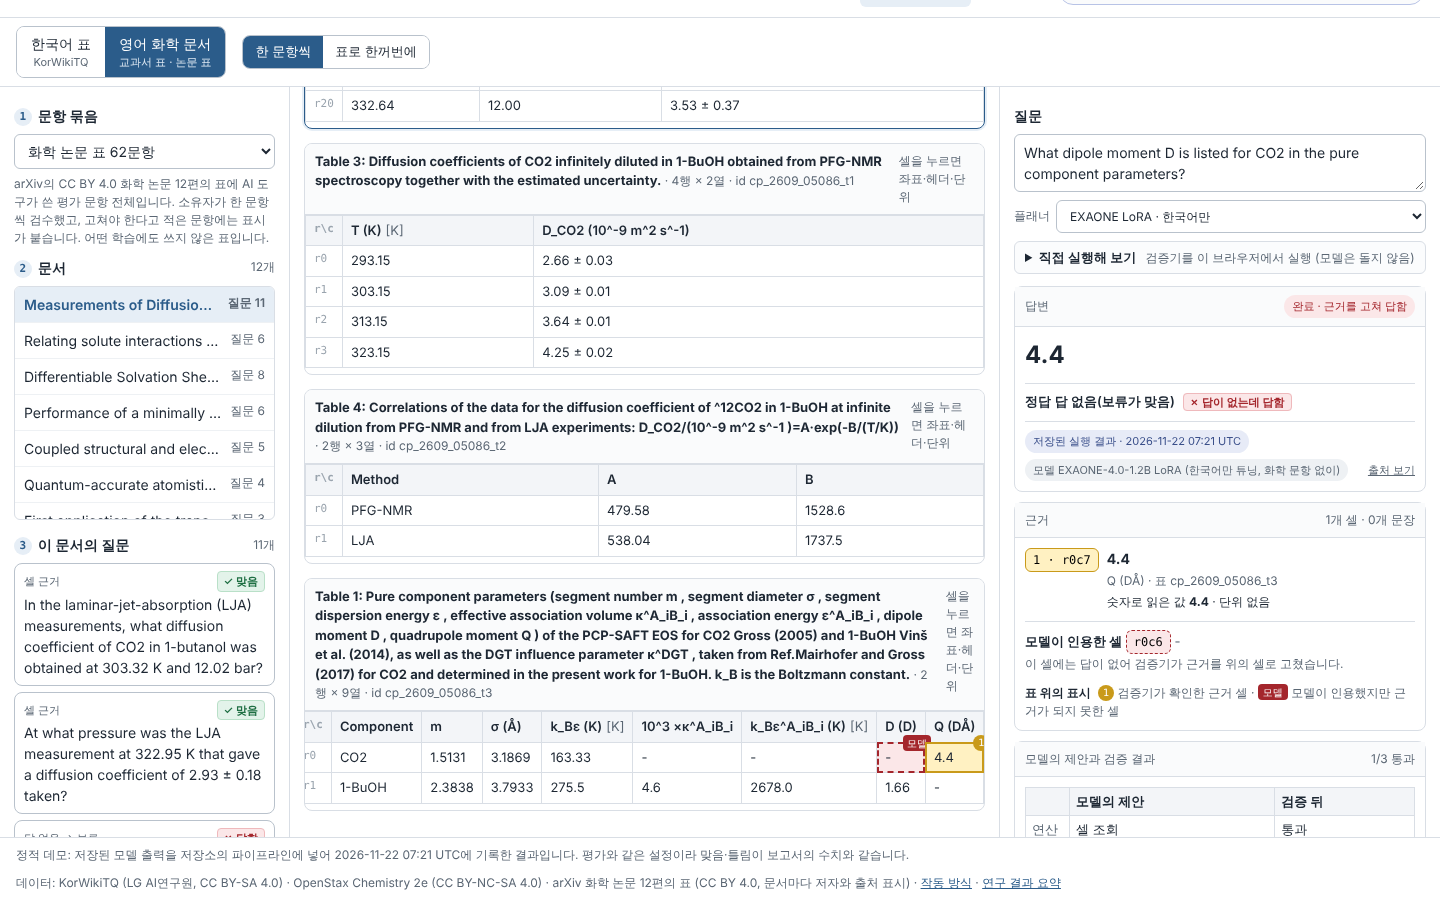 한국어 표
KorWikiTQ
영어 화학 문서
교과서 표 · 논문 표
한 문항씩
표로 한꺼번에
1 문항 묶음
화학 논문 표 62문항
arXiv의 CC BY 4.0 화학 논문 12편의 표에 AI 도
구가 쓴 평가 문항 전체입니다. 소유자가 한 문항
씩 검수했고, 고쳐야 한다고 적은 문항에는 표시
가 붙습니다. 어떤 학습에도 쓰지 않은 표입니다.
2 문서 12개
Measurements of Diffusio... 질문 11
Relating solute interactions ... 질문 6
Differentiable Solvation She... 질문 8
Performance of a minimally ... 질문 6
Coupled structural and elec... 질문 5
Quantum-accurate atomisti... 질문 4
3 이 문서의 질문 11개
셀 근거 ✓ 맞음
In the laminar-jet-absorption (LJA)
measurements, what diffusion
coefficient of CO2 in 1-butanol was
obtained at 303.32 K and 12.02 bar?
셀 근거 ✓ 맞음
At what pressure was the LJA
measurement at 322.95 K that gave
a diffusion coefficient of 2.93 ± 0.18
taken?
r20 332.64 12.00 3.53 ± 0.37
Table 3: Diffusion coefficients of CO2 infinitely diluted in 1-BuOH obtained from PFG-NMR
spectroscopy together with the estimated uncertainty. · 4행 × 2열 · id cp_2609_05086_t1
셀을 누르면
좌표·헤더·단
위
r\c T (K) [K] D_CO2 (10^-9 m^2 s^-1)
r0 293.15 2.66 ± 0.03
r1 303.15 3.09 ± 0.01
r2 313.15 3.64 ± 0.01
r3 323.15 4.25 ± 0.02
Table 4: Correlations of the data for the diffusion coefficient of ^12CO2 in 1-BuOH at infinite
dilution from PFG-NMR and from LJA experiments: D_CO2/(10^-9 m^2 s^-1 )=A·exp(-B/(T/K))
· 2행 × 3열 · id cp_2609_05086_t2
셀을 누르
면 좌표·헤
더·단위
r\c Method A B
r0 PFG-NMR 479.58 1528.6
r1 LJA 538.04 1737.5
Table 1: Pure component parameters (segment number m , segment diameter σ , segment
dispersion energy ε , effective association volume κ^A_iB_i , association energy ε^A_iB_i , dipole
moment D , quadrupole moment Q ) of the PCP-SAFT EOS for CO2 Gross (2005) and 1-BuOH Vinš
et al. (2014), as well as the DGT influence parameter κ^DGT , taken from Ref.Mairhofer and Gross
(2017) for CO2 and determined in the present work for 1-BuOH. k_B is the Boltzmann constant. · 2
행 × 9열 · id cp_2609_05086_t3
셀을
누르
면 좌
표·헤
더·단
위
r\c Component m σ (Å) k_Bε (K) [K] 10^3 ×κ^A_iB_i k_Bε^A_iB_i (K) [K] D (D) Q (DÅ)
모델 1
r0 CO2 1.5131 3.1869 163.33 - - - 4.4
r1 1-BuOH 2.3838 3.7933 275.5 4.6 2678.0 1.66 -
질문
What dipole moment D is listed for CO2 in the pure
component parameters?
플래너 EXAONE LoRA · 한국어만
▶ 직접 실행해 보기 검증기를 이 브라우저에서 실행 (모델은 돌지 않음)
답변 완료 · 근거를 고쳐 답함
4.4
정답 답 없음(보류가 맞음) × 답이 없는데 답함
저장된 실행 결과 · 2026-11-22 07:21 UTC
모델 EXAONE-4.0-1.2B LoRA (한국어만 튜닝, 화학 문항 없이) 출처 보기
근거 1개 셀 · 0개 문장
1 · r0c7 4.4
Q (DÅ) · 표 cp_2609_05086_t3
숫자로 읽은 값 4.4 · 단위 없음
모델이 인용한 셀 r0c6 -
이 셀에는 답이 없어 검증기가 근거를 위의 셀로 고쳤습니다.
표 위의 표시 1 검증기가 확인한 근거 셀 · 모델 모델이 인용했지만 근
거가 되지 못한 셀
모델의 제안과 검증 결과 1/3 통과
모델의 제안 검증 뒤
연산 셀 조회 통과
정적 데모: 저장된 모델 출력을 저장소의 파이프라인에 넣어 2026-11-22 07:21 UTC에 기록한 결과입니다. 평가와 같은 설정이라 맞음·틀림이 보고서의 수치와 같습니다.
데이터: KorWikiTQ (LG AI연구원, CC BY-SA 4.0) · OpenStax Chemistry 2e (CC BY-NC-SA 4.0) · arXiv 화학 논문 12편의 표 (CC BY 4.0, 문서마다 저자와 출처 표시) · 작동 방식 · 연구 결과 요약